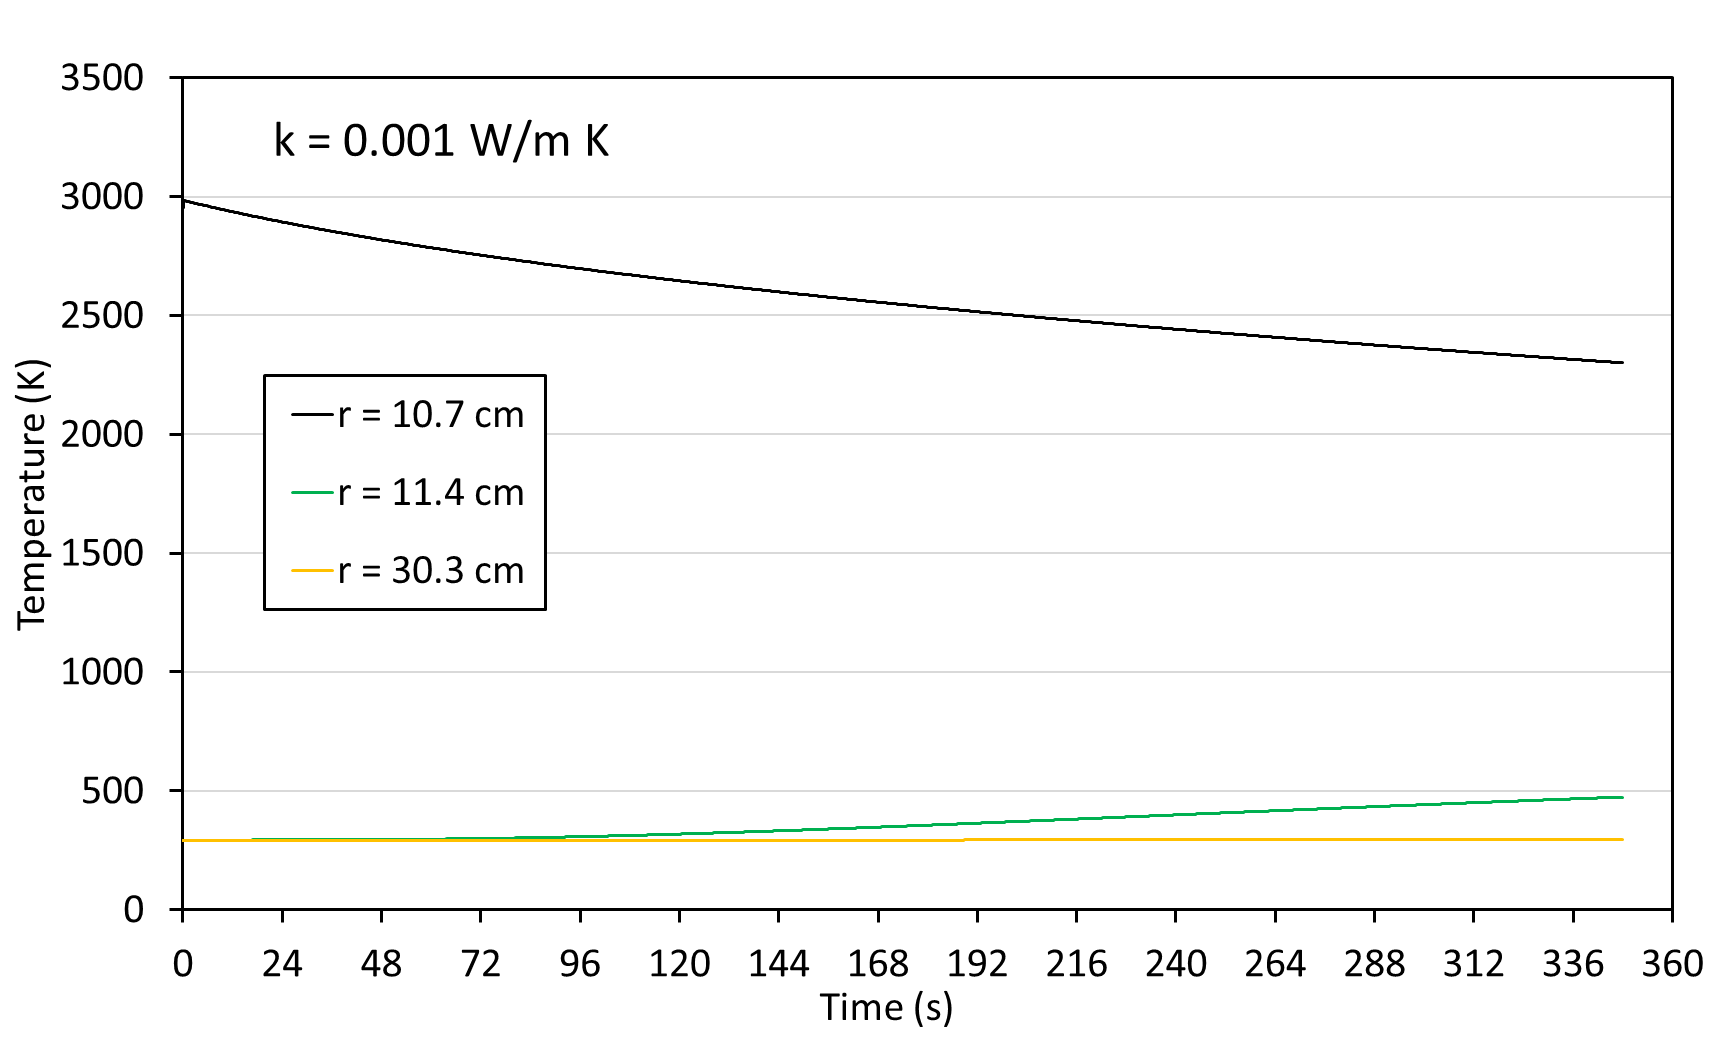 3500
k = 0.001 W/m K
3000
2500
r = 10.7 cm
2000
r = 11.4 cm
1500
r = 30.3 cm
1000
500
0
Temperature (K)
0 24 48 72 96 120 144 168 192 216 240 264 288 312 336 360
Time (s)